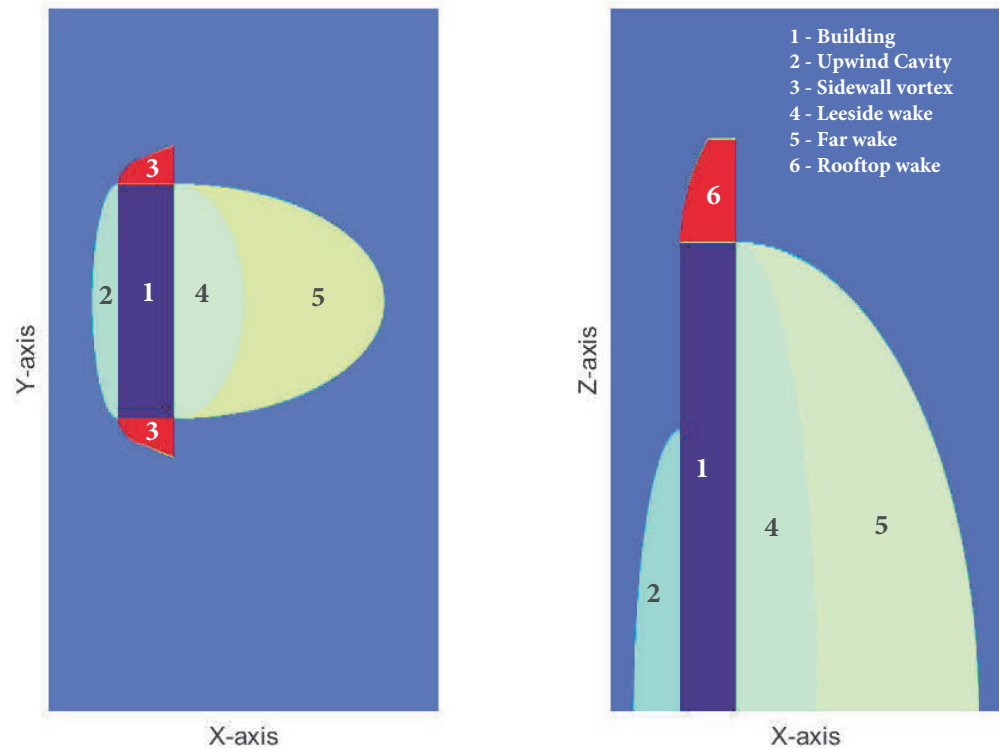 1 - Building
2 - Upwind Cavity
3 - Sidewall vortex
4 - Leeside wake
5 - Far wake
6 - Rooftop wake
3
2
1
4
5
3
Y-axis
X-axis
6
1
4
5
2
Z-axis
X-axis